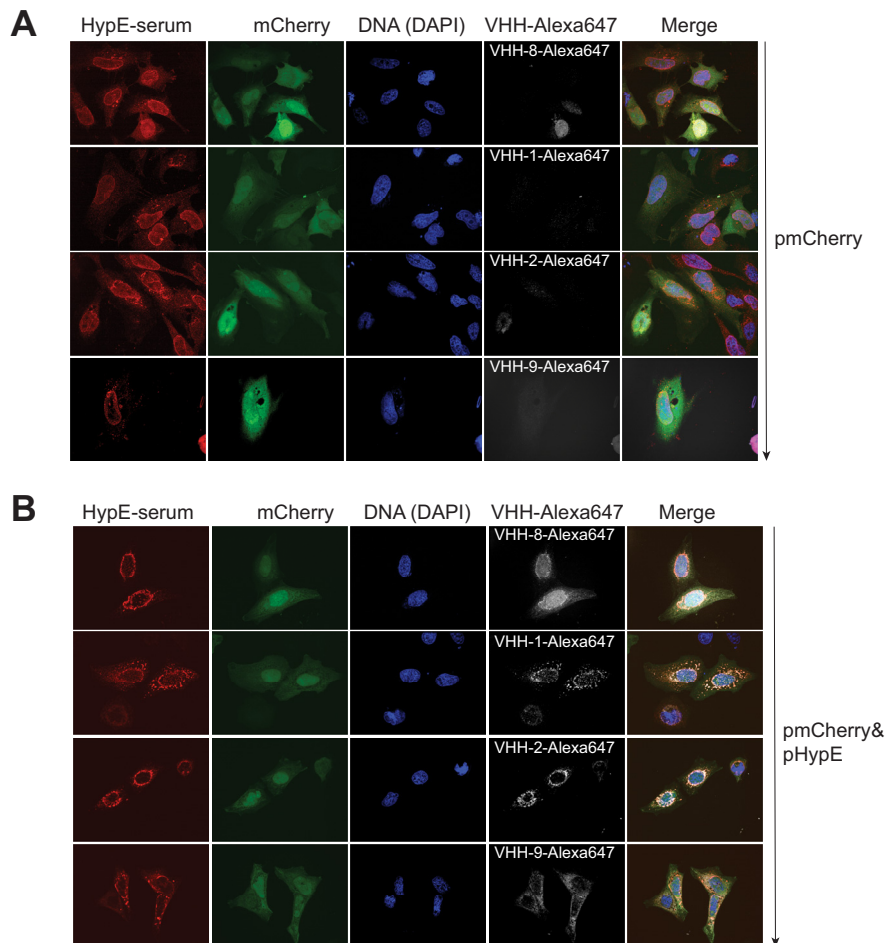 A
HypE-serum mCherry DNA (DAPI) VHH-Alexa647 Merge
VHH-8-Alexa647
VHH-1-Alexa647
VHH-2-Alexa647
VHH-9-Alexa647
pmCherry
B
HypE-serum mCherry DNA (DAPI) VHH-Alexa647 Merge
VHH-8-Alexa647
VHH-1-Alexa647
VHH-2-Alexa647
VHH-9-Alexa647
pmCherry&
pHypE